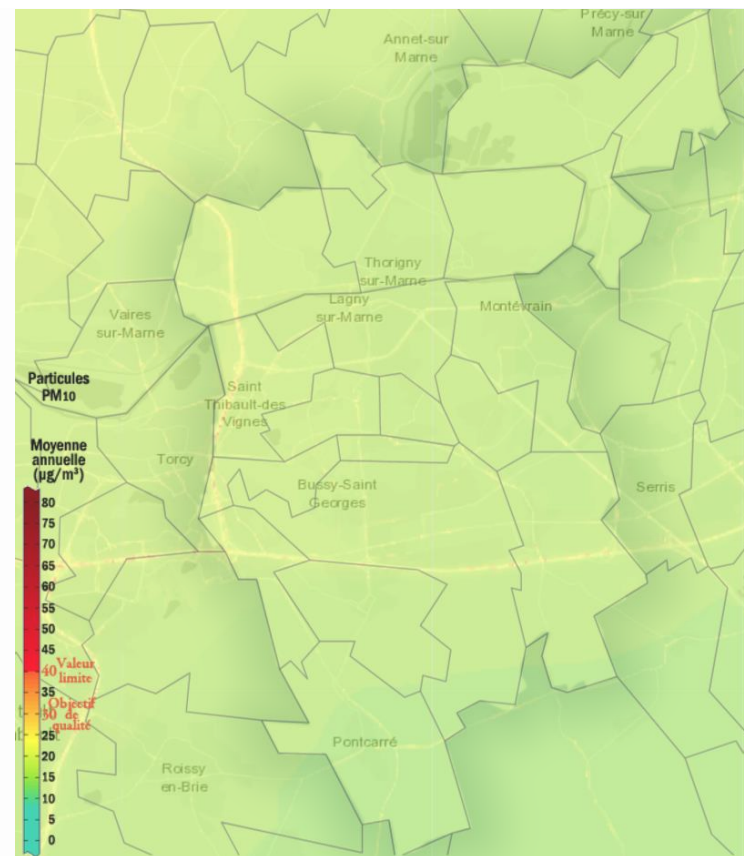 Précy-sur
Marne
Annet-sur
Marne
Thorigny
sur-Marne
Lagny
sur-Marne
Montévrain
Vaires
sur-Marne
Particules
PM10
Saint
Thibault-des
Vignes
Moyenne
annuelle
(µg/m³)
Torcy
Bussy-Saint
Georges
Serris
80
75
70
65
60
55
50
45
40 Valeur
limite
35
Objectif
30 de
qualité
25
20
15
10
5
0
Pontcarré
Roissy
en-Brie